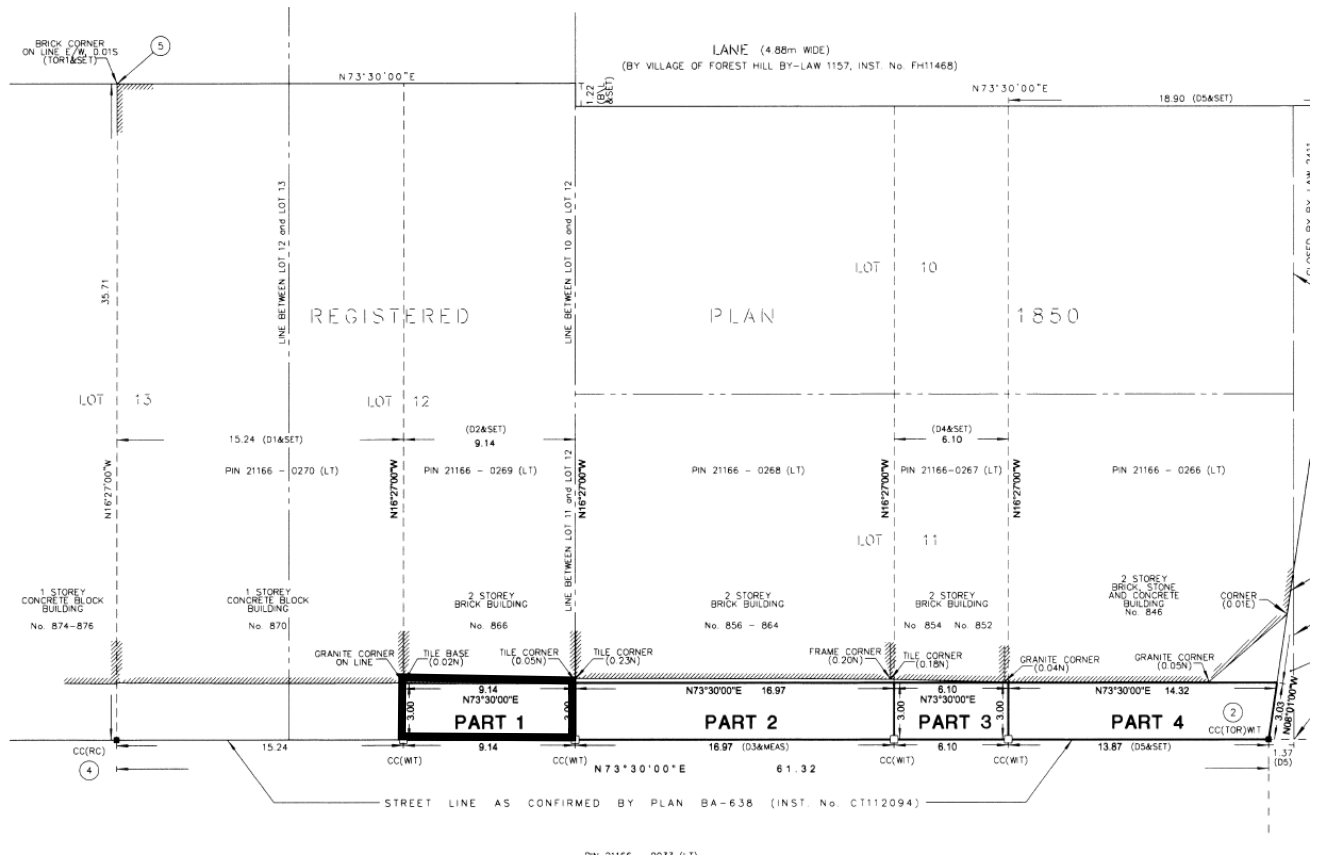 BRICK CORNER
ON LINE E/W, 0.01S
(TOR1&SET)
5
LANE (4.88m WIDE)
(BY VILLAGE OF FOREST HILL BY-LAW 1157, INST. No. FH11468)
N73°30'00"E
1.22
(B\L
&SET)
N73°30'00"E
18.90 (D5&SET)
LINE BETWEEN LOT 12 and LOT 13
LINE BETWEEN LOT 10 and LOT 12
CLOSED BY BY-LAW 2411
LOT 10
35.71
REGISTERED PLAN 1850
LOT 13
LOT 12
15.24 (D1&SET)
(D2&SET)
9.14
(D4&SET)
6.10
PIN 21166 - 0270 (LT)
PIN 21166 - 0269 (LT)
PIN 21166 - 0268 (LT)
PIN 21166-0267 (LT)
PIN 21166 - 0266 (LT)
N16°27'00"W
N16°27'00"W
LINE BETWEEN LOT 11 and LOT 12
N16°27'00"W
N16°27'00"W
N16°27'00"W
LOT 11
1 STOREY
CONCRETE BLOCK
BUILDING
No. 874-876
1 STOREY
CONCRETE BLOCK
BUILDING
No. 870
2 STOREY
BRICK BUILDING
No. 866
2 STOREY
BRICK BUILDING
No. 856 - 864
2 STOREY
BRICK BUILDING
No. 854 No. 852
2 STOREY
BRICK, STONE
AND CONCRETE
BUILDING
No. 846
CORNER
(0.01E)
GRANITE CORNER
ON LINE
TILE BASE
(0.02N)
TILE CORNER
(0.05N)
TILE CORNER
(0.23N)
FRAME CORNER
(0.20N)
TILE CORNER
(0.18N)
GRANITE CORNER
(0.04N)
GRANITE CORNER
(0.05N)
9.14
N73°30'00"E
3.00
PART 1
3.00
N73°30'00"E 16.97
PART 2
6.10
N73°30'00"E
3.00
PART 3
3.00
N73°30'00"E 14.32
PART 4
2
CC(TOR)WIT
3.03
N08°01'00"W
CC(RC)
4
15.24
CC(WIT)
9.14
CC(WIT)
16.97 (D3&MEAS)
CC(WIT)
6.10
CC(WIT)
13.87 (D5&SET)
1.37
(D5)
N73°30'00"E 61.32
STREET LINE AS CONFIRMED BY PLAN BA-638 (INST. No. CT112094)